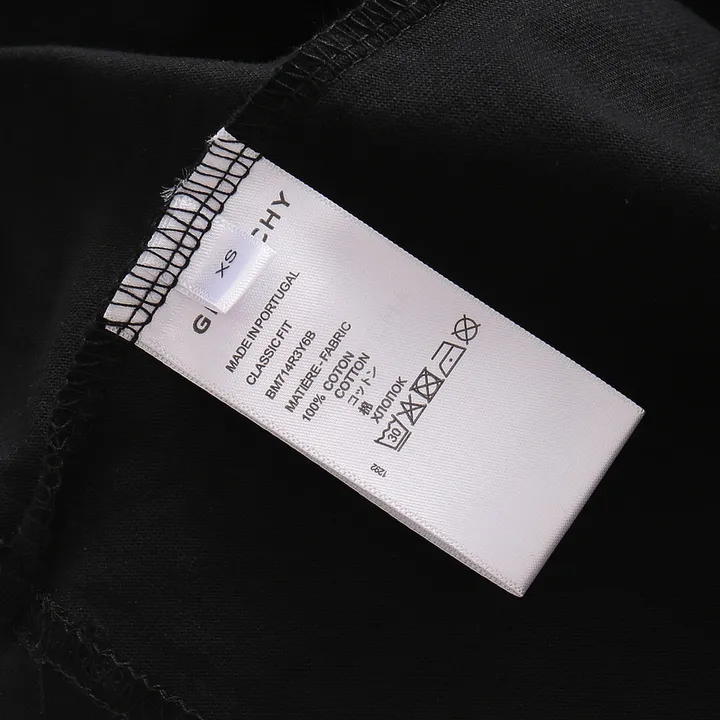 G CHY
XS
MADE IN PORTUGAL
CLASSIC FIT
BM714R3Y6B
MATIÈRE-FABRIC
100% COTON
COTTON
コットン
棉
ХЛОПОК
30
1292